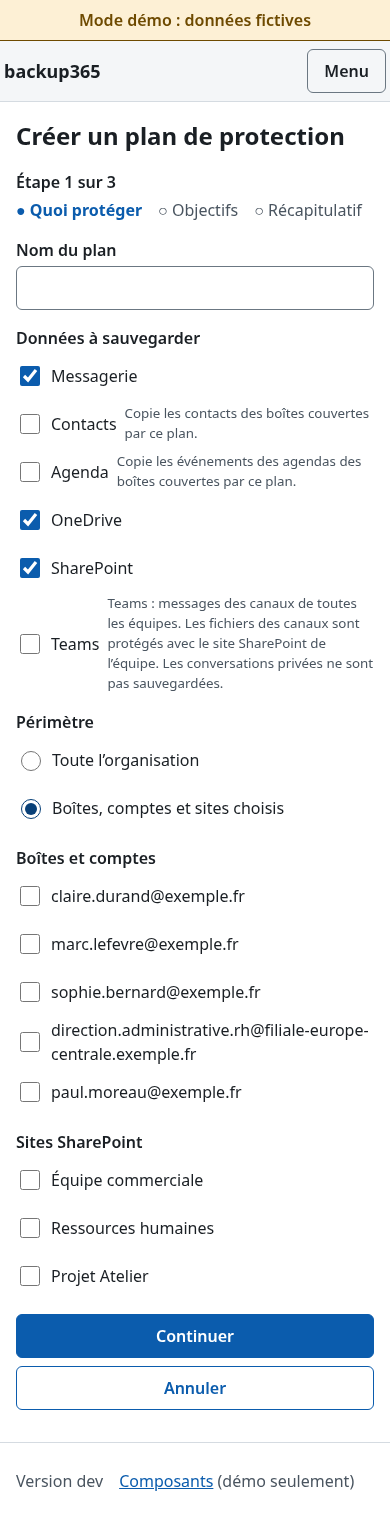 Mode démo : données fictives
backup365
Menu
Créer un plan de protection
Étape 1 sur 3
● Quoi protéger ○ Objectifs ○ Récapitulatif
Nom du plan
Données à sauvegarder
Messagerie
Contacts
Copie les contacts des boîtes couvertes
par ce plan.
Agenda
Copie les événements des agendas des
boîtes couvertes par ce plan.
OneDrive
SharePoint
Teams
Teams : messages des canaux de toutes
les équipes. Les fichiers des canaux sont
protégés avec le site SharePoint de
l’équipe. Les conversations privées ne sont
pas sauvegardées.
Périmètre
Toute l’organisation
Boîtes, comptes et sites choisis
Boîtes et comptes
claire.durand@exemple.fr
marc.lefevre@exemple.fr
sophie.bernard@exemple.fr
direction.administrative.rh@filiale-europe-
centrale.exemple.fr
paul.moreau@exemple.fr
Sites SharePoint
Équipe commerciale
Ressources humaines
Projet Atelier
Continuer
Annuler
Version dev Composants (démo seulement)